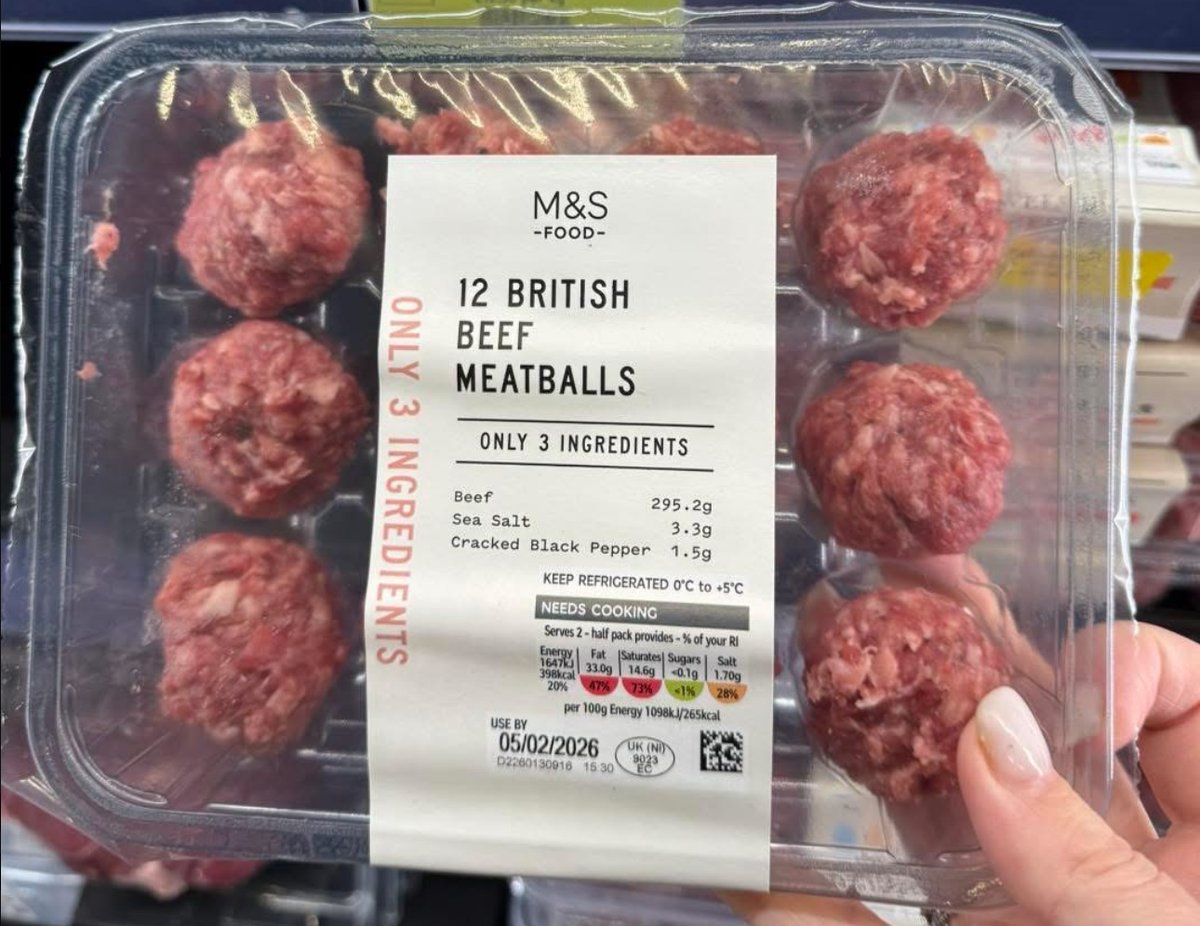 M&S
-FOOD-
12 BRITISH
BEEF
MEATBALLS
ONLY 3 INGREDIENTS
ONLY 3 INGREDIENTS
Beef 295.2g
Sea Salt 3.3g
Cracked Black Pepper 1.5g
KEEP REFRIGERATED 0°C to +5°C
NEEDS COOKING
Serves 2 - half pack provides - % of your RI
Energy Fat Saturates Sugars Salt
1647kJ 33.0g 14.6g <0.1g 1.70g
398kcal
20% 47% 73% <1% 28%
per 100g Energy 1098kJ/265kcal
USE BY
05/02/2026
D2260130916 15:30
UK (NI)
9023
EC